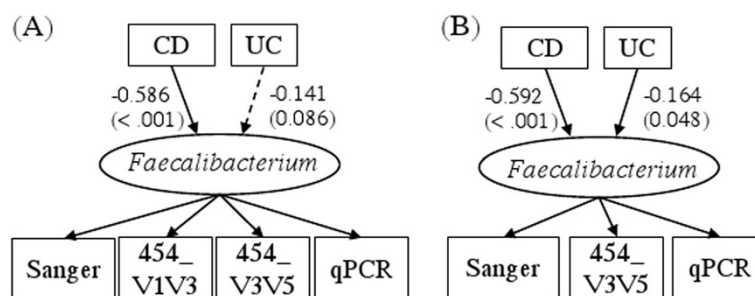 (A)
CD
UC
-0.586
(< .001)
-0.141
(0.086)
Faecalibacterium
Sanger
454_
V1V3
454_
V3V5
qPCR
(B)
CD
UC
-0.592
(<.001)
-0.164
(0.048)
Faecalibacterium
Sanger
454_
V3V5
qPCR